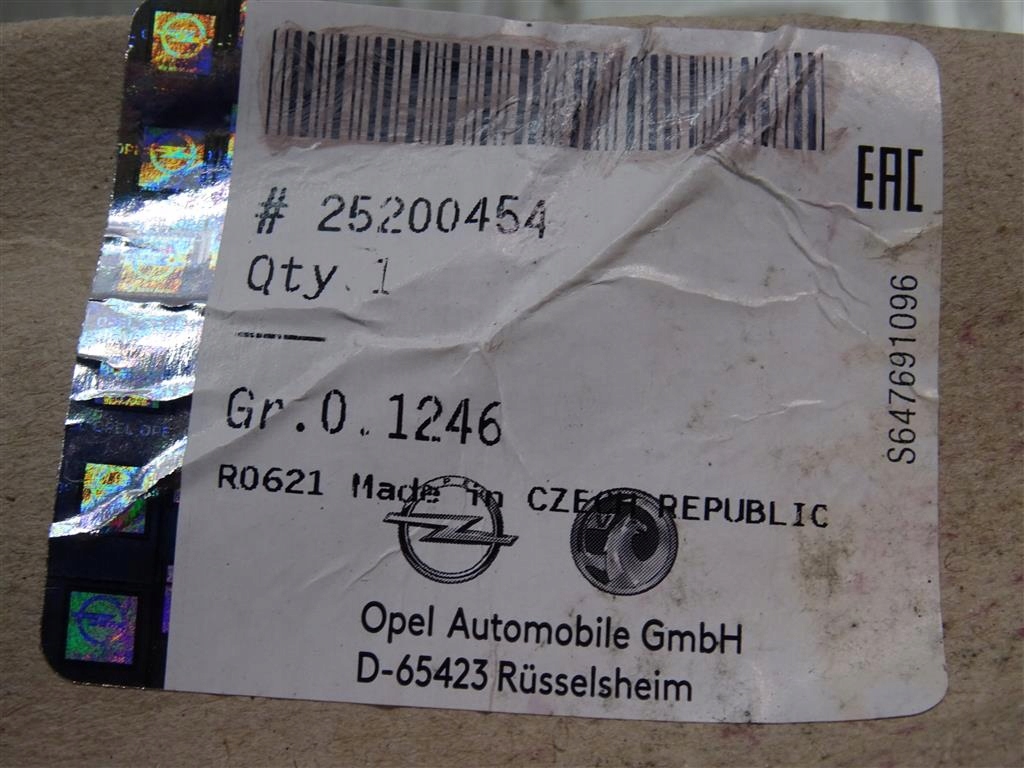 EAC
# 25200454
Qty 1
S647691096
Gr.0.1246
R0621 Made in CZECH REPUBLIC
Opel Automobile GmbH
D-65423 Rüsselsheim